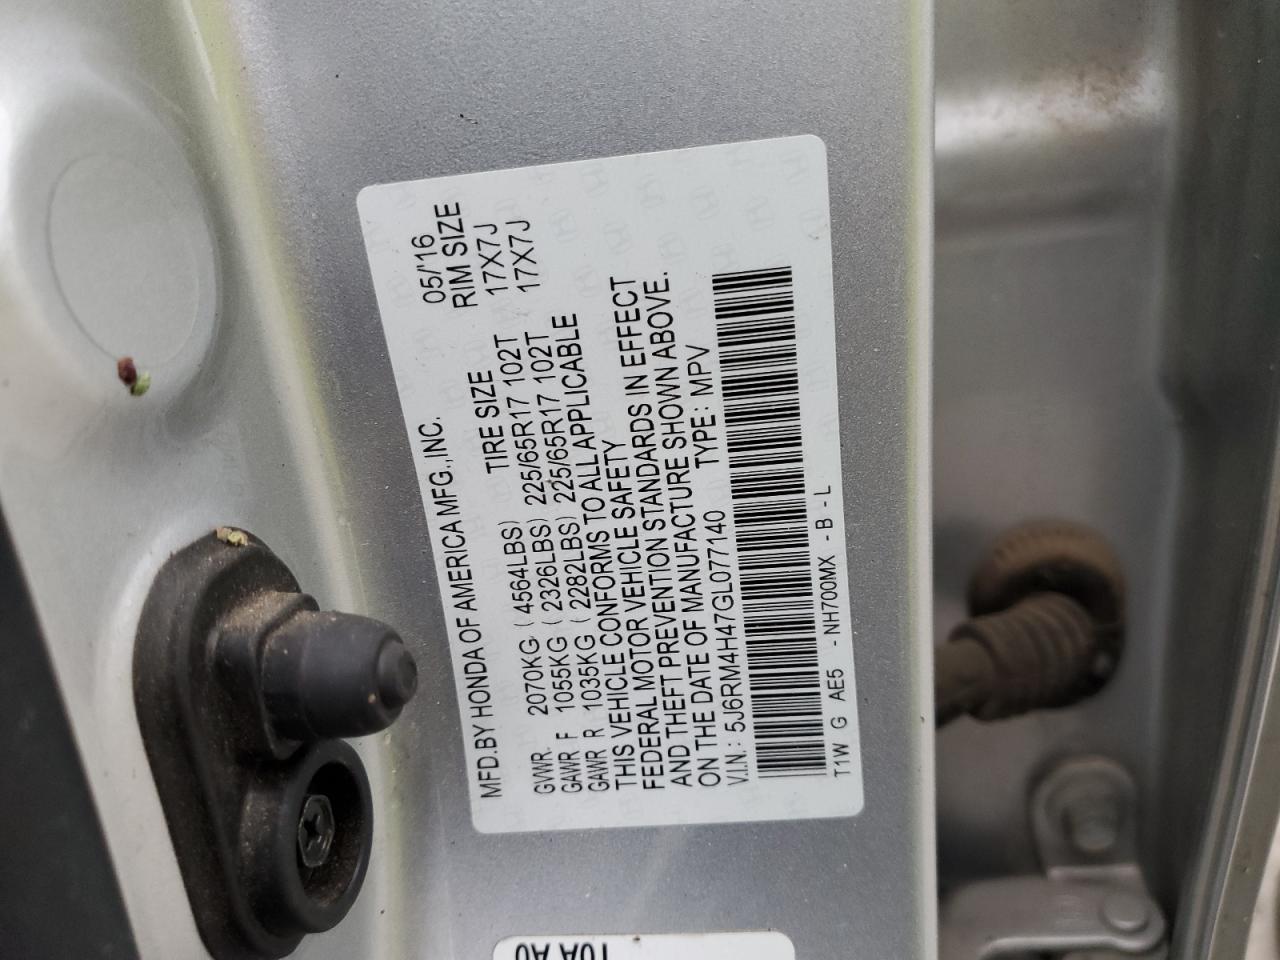 MFD.BY HONDA OF AMERICA MFG.,INC. 05/'16
TIRE SIZE RIM SIZE
GVWR. 2070KG ( 4564LBS)
GAWR F 1055KG ( 2326LBS) 225/65R17 102T 17X7J
GAWR R 1035KG ( 2282LBS) 225/65R17 102T 17X7J
THIS VEHICLE CONFORMS TO ALL APPLICABLE
FEDERAL MOTOR VEHICLE SAFETY
AND THEFT PREVENTION STANDARDS IN EFFECT
ON THE DATE OF MANUFACTURE SHOWN ABOVE.
V.I.N.: 5J6RM4H47GL077140 TYPE: MPV
T1W G AE5 -NH700MX -B-L
T0A A0